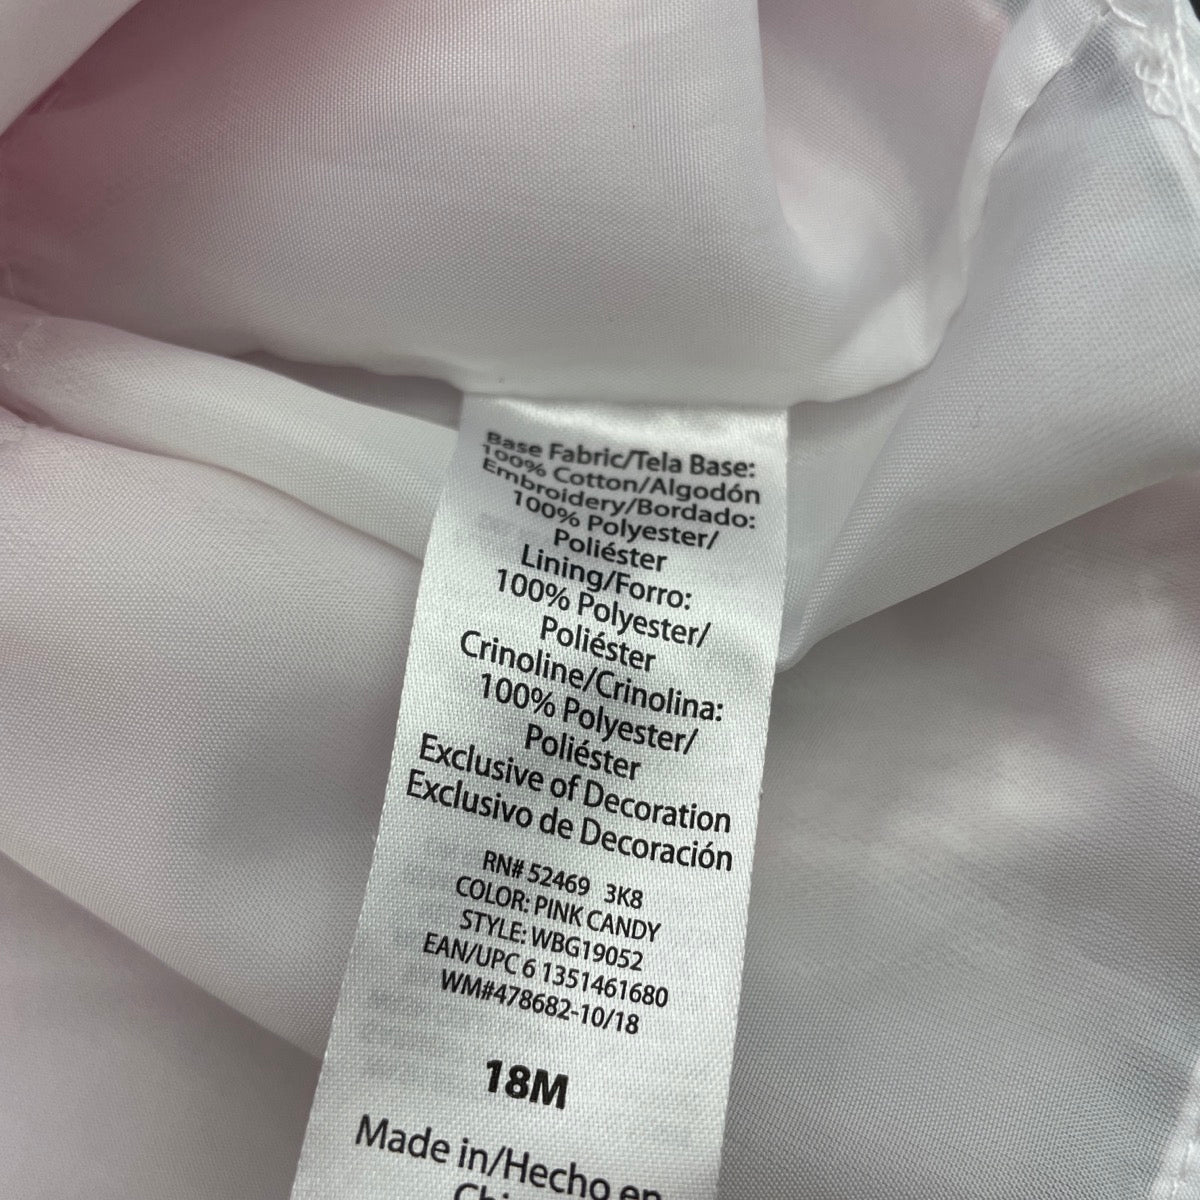 Base Fabric/Tela Base:
100% Cotton/Algodón
Embroidery/Bordado:
100% Polyester/
Poliéster
Lining/Forro:
100% Polyester/
Poliéster
Crinoline/Crinolina:
100% Polyester/
Poliéster
Exclusive of Decoration
Exclusivo de Decoración
RN# 52469 3K8
COLOR: PINK CANDY
STYLE: WBG19052
EAN/UPC 6 1351461680
WM#478682-10/18
18M
Made in/Hecho en